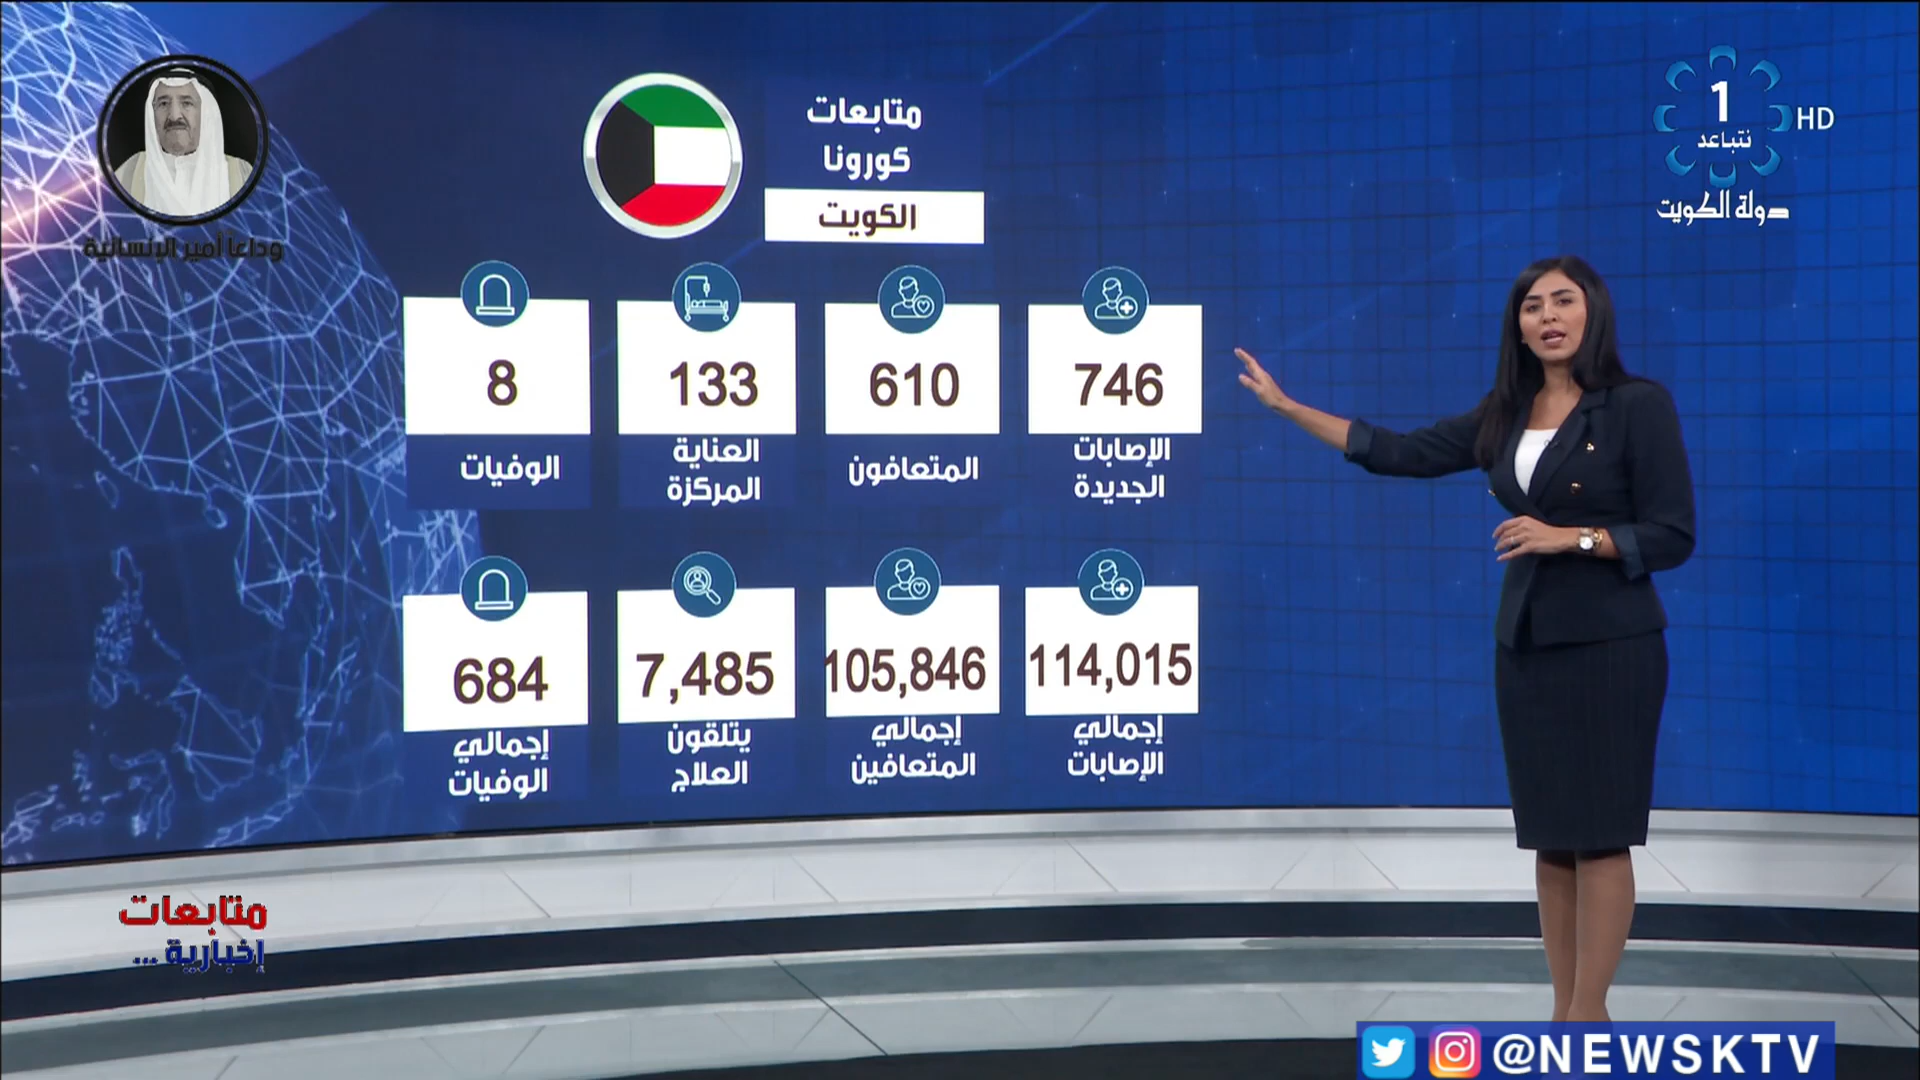 متابعات
كورونا
الكويت
1
نتباعد
HD
دولة الكويت
وداعاً أمير الإنسانية
746
الإصابات
الجديدة
610
المتعافون
133
العناية
المركزة
8
الوفيات
114,015
إجمالي
الإصابات
105,846
إجمالي
المتعافين
7,485
يتلقون
العلاج
684
إجمالي
الوفيات
متابعات
إخبارية ...
@NEWSKTV